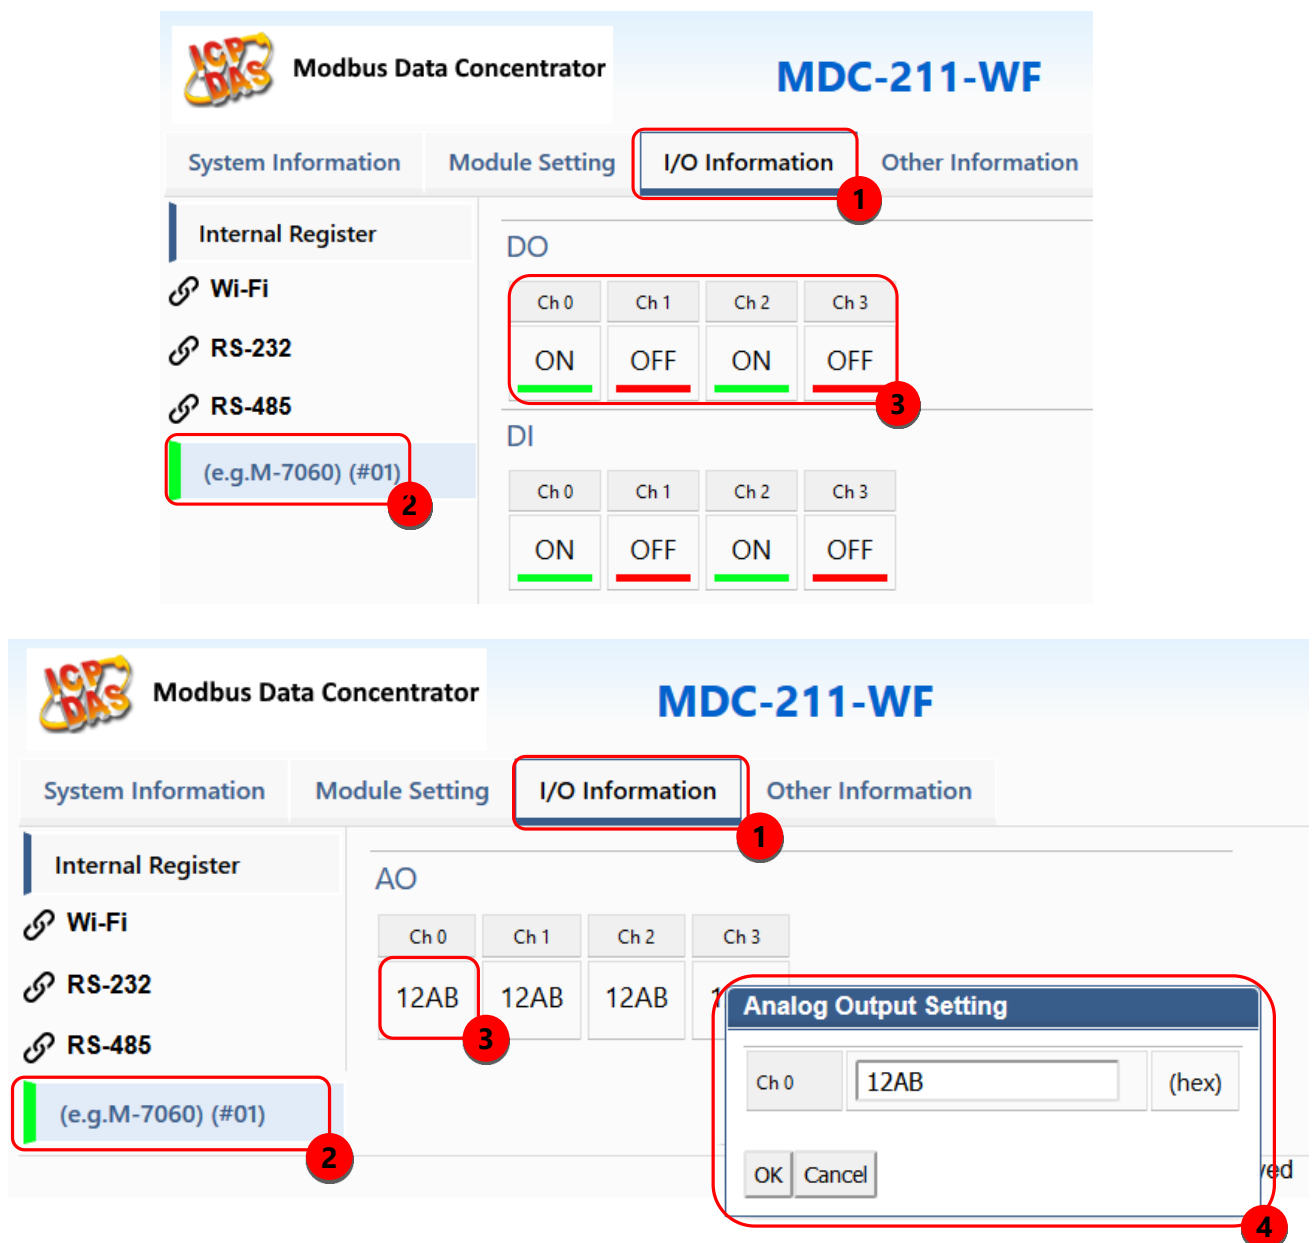 ICP
DAS
Modbus Data Concentrator
MDC-211-WF
System Information
Module Setting
I/O Information
Other Information
1
Internal Register
Wi-Fi
RS-232
RS-485
(e.g.M-7060) (#01)
2
DO
Ch 0 Ch 1 Ch 2 Ch 3
ON OFF ON OFF
3
DI
Ch 0 Ch 1 Ch 2 Ch 3
ON OFF ON OFF
ICP
DAS
Modbus Data Concentrator
MDC-211-WF
System Information
Module Setting
I/O Information
Other Information
1
Internal Register
Wi-Fi
RS-232
RS-485
(e.g.M-7060) (#01)
2
AO
Ch 0 Ch 1 Ch 2 Ch 3
12AB 12AB 12AB
3
Analog Output Setting
Ch 0 12AB (hex)
OK Cancel
4